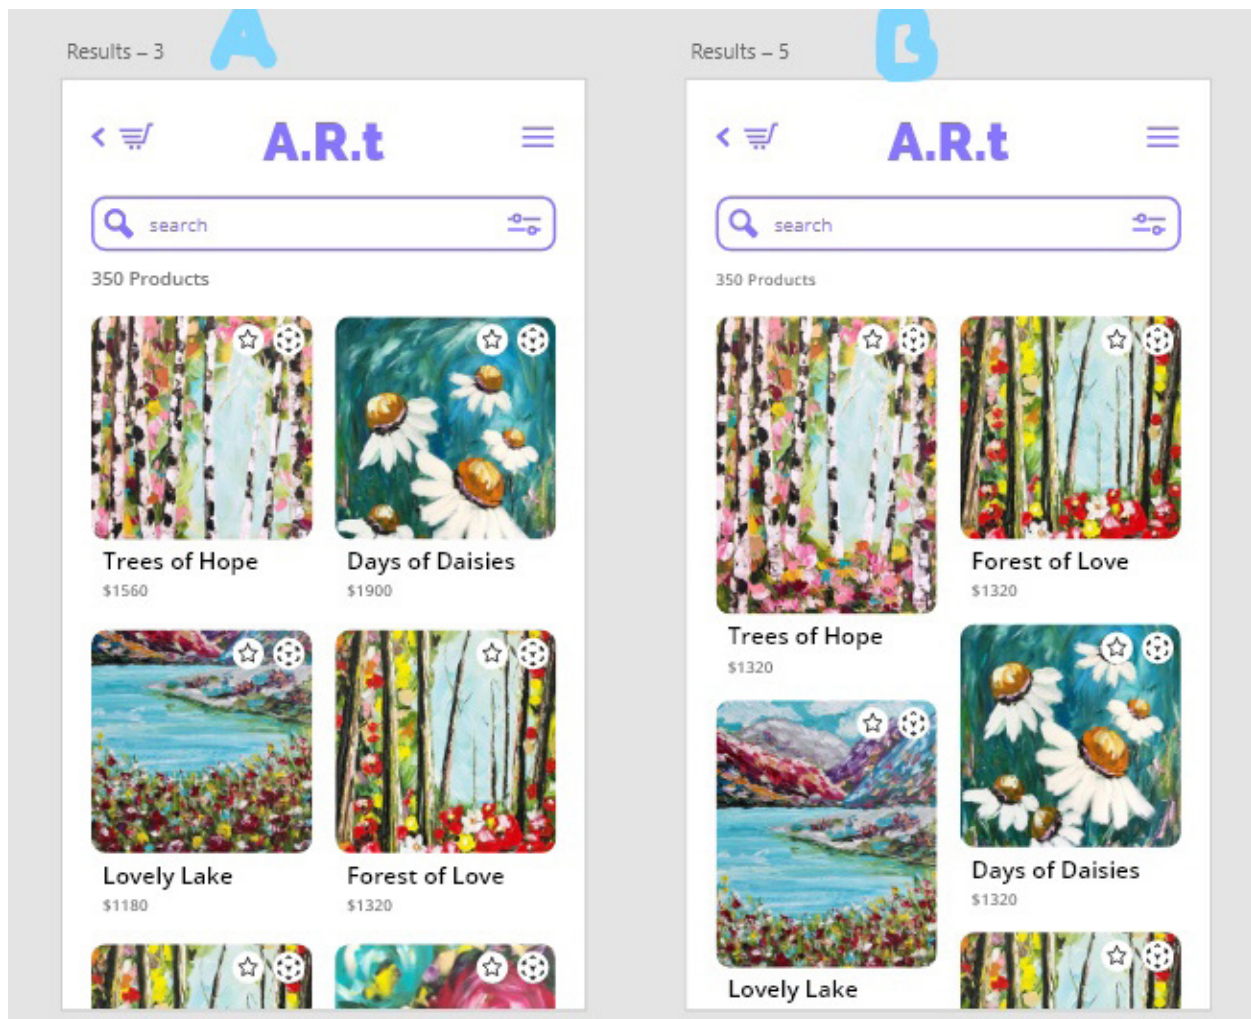 A
B
Results – 3
Results – 5
A.R.t
search
350 Products
Trees of Hope
$1560
Days of Daisies
$1900
Lovely Lake
$1180
Forest of Love
$1320
A.R.t
search
350 Products
Trees of Hope
$1320
Forest of Love
$1320
Days of Daisies
$1320
Lovely Lake